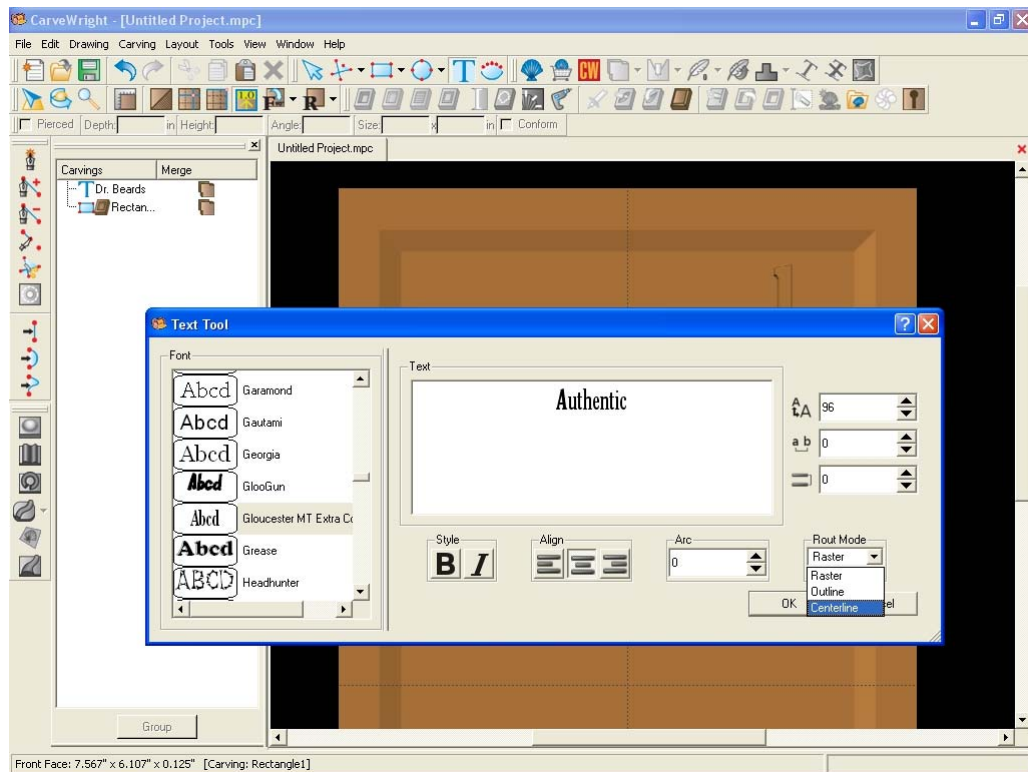 CarveWright - [Untitled Project.mpc]
File Edit Drawing Carving Layout Tools View Window Help
T CW
F R
Pierced Depth: in Height: Angle: Size: x in Conform
Untitled Project.mpc
Carvings Merge
T Dr. Beards
Rectan...
Text Tool
Font
Abcd Garamond
Abcd Gautami
Abcd Georgia
Abcd GlooGun
Abcd Gloucester MT Extra Co
Abcd Grease
ABCD Headhunter
Text
Authentic
A A 96
a b 0
0
Style
B I
Align
Arc
0
Rout Mode
Raster
Raster
Outline
Centerline
OK
Group
Front Face: 7.567" x 6.107" x 0.125" [Carving: Rectangle1]